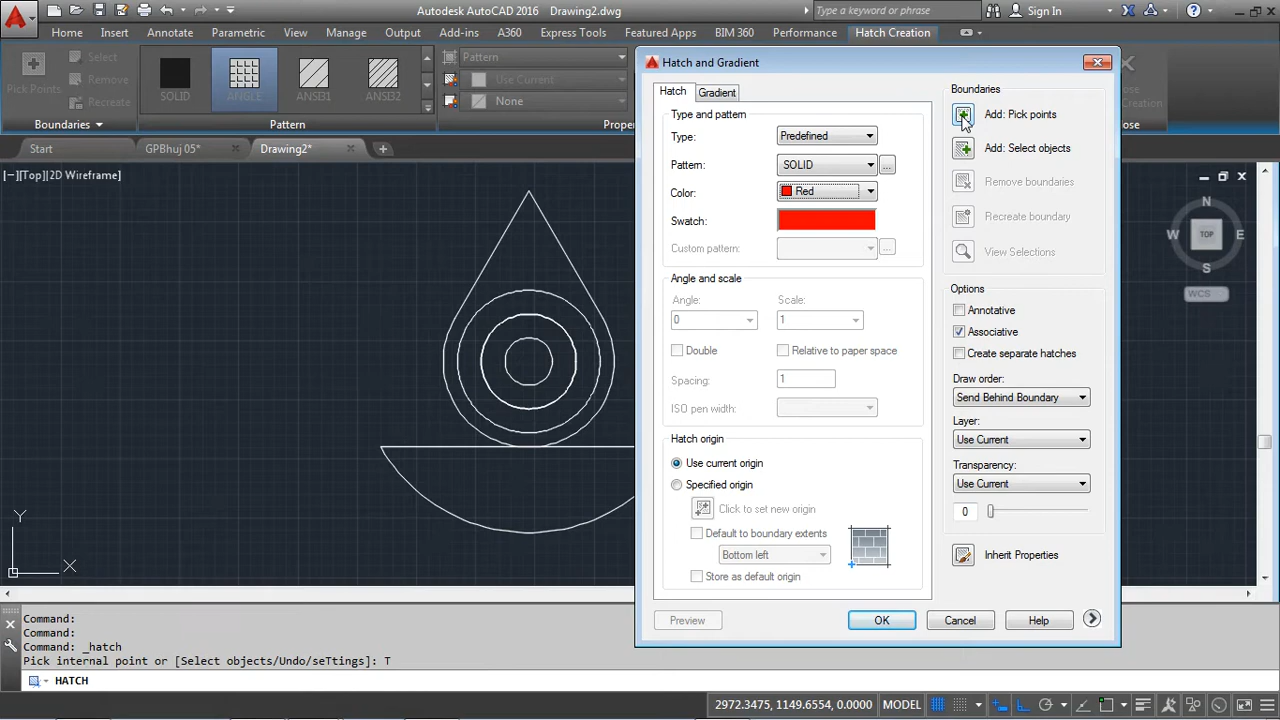 Autodesk AutoCAD 2016 Drawing2.dwg
Type a keyword or phrase
Sign In
Home Insert Annotate Parametric View Manage Output Add-ins A360 Express Tools Featured Apps BIM 360 Performance Hatch Creation
Pick Points
Select
Remove
Recreate
Boundaries
SOLID
ANGLE
ANSI31
ANSI32
Pattern
Pattern
Use Current
None
Start
GPBhuj 05*
Drawing2*
[−][Top][2D Wireframe]
Hatch and Gradient
Hatch
Gradient
Type and pattern
Type:
Predefined
Pattern:
SOLID
...
Color:
Red
Swatch:
Custom pattern:
...
Angle and scale
Angle:
Scale:
0
1
Double
Relative to paper space
Spacing:
1
ISO pen width:
Hatch origin
Use current origin
Specified origin
Click to set new origin
Default to boundary extents
Bottom left
Store as default origin
Boundaries
Add: Pick points
Add: Select objects
Remove boundaries
Recreate boundary
View Selections
Options
Annotative
Associative
Create separate hatches
Draw order:
Send Behind Boundary
Layer:
Use Current
Transparency:
Use Current
0
Inherit Properties
Preview
OK
Cancel
Help
N
W
TOP
E
S
WCS
Y
X
Command:
Command:
Command: _hatch
Pick internal point or [Select objects/Undo/seTtings]: T
HATCH
2972.3475, 1149.6554, 0.0000
MODEL